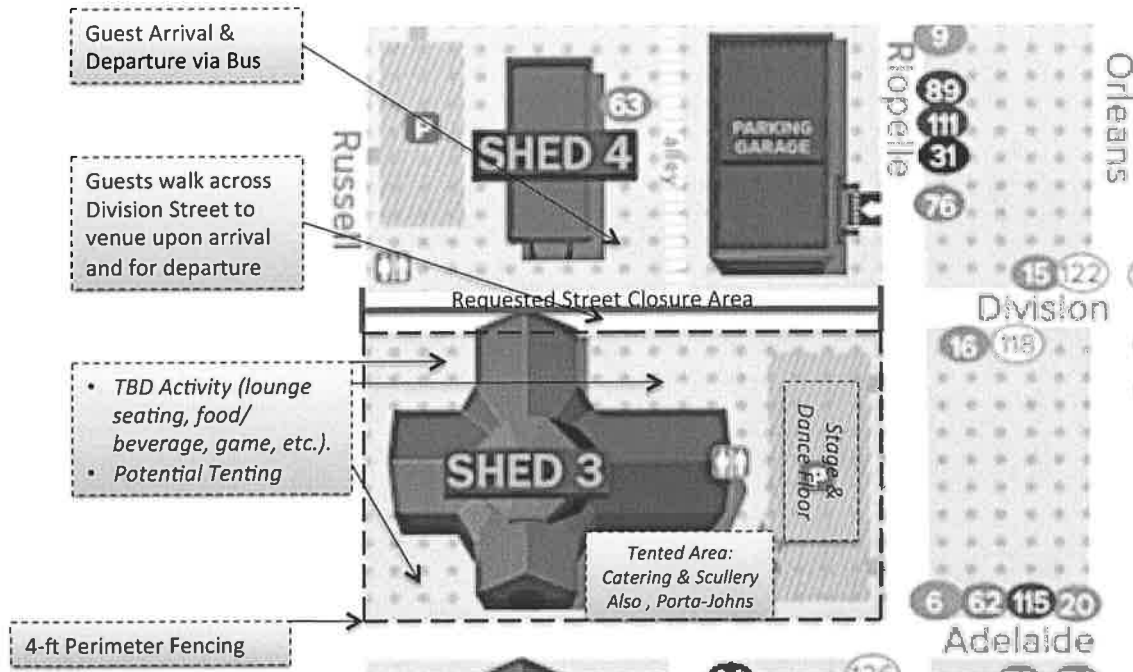 Guest Arrival &
Departure via Bus
Guests walk across
Division Street to
venue upon arrival
and for departure
• TBD Activity (lounge
seating, food/
beverage, game, etc.).
• Potential Tenting
4-ft Perimeter Fencing
Russell
P
63
SHED 4
alley
PARKING
GARAGE
Riopelle
9
89
111
31
76
Orleans
15 122
Requested Street Closure Area
Division
16 118
SHED 3
Stage &
Dance Floor
Tented Area:
Catering & Scullery
Also , Porta-Johns
6 62 115 20
Adelaide